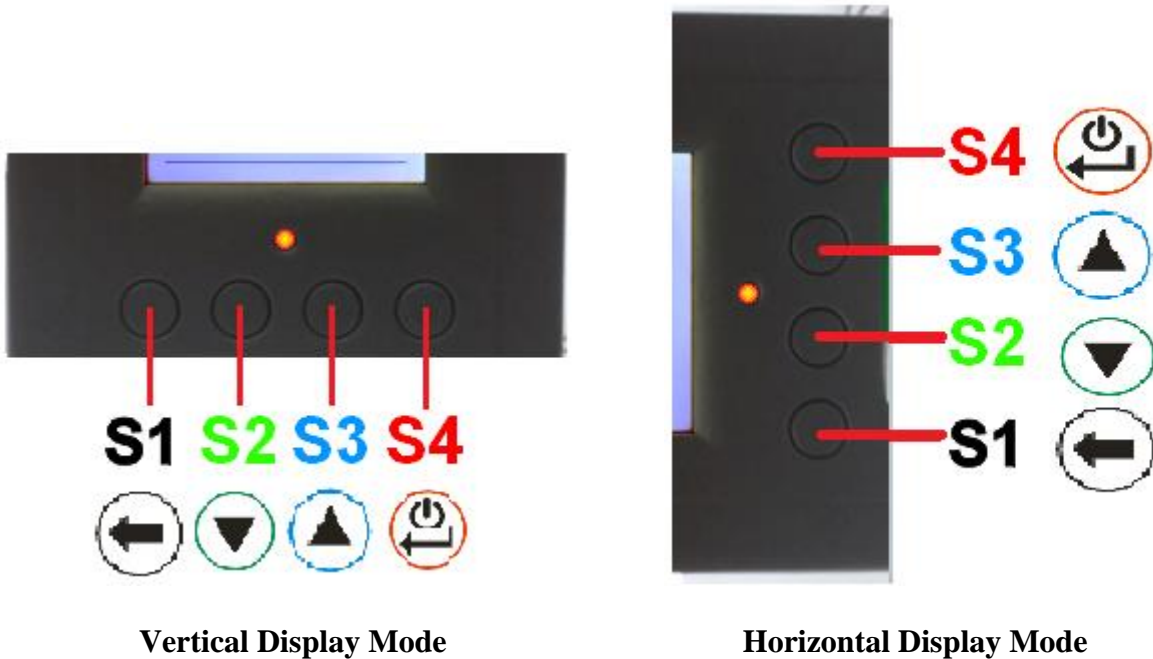 S1 S2 S3 S4
Vertical Display Mode
S4
S3
S2
S1
Horizontal Display Mode